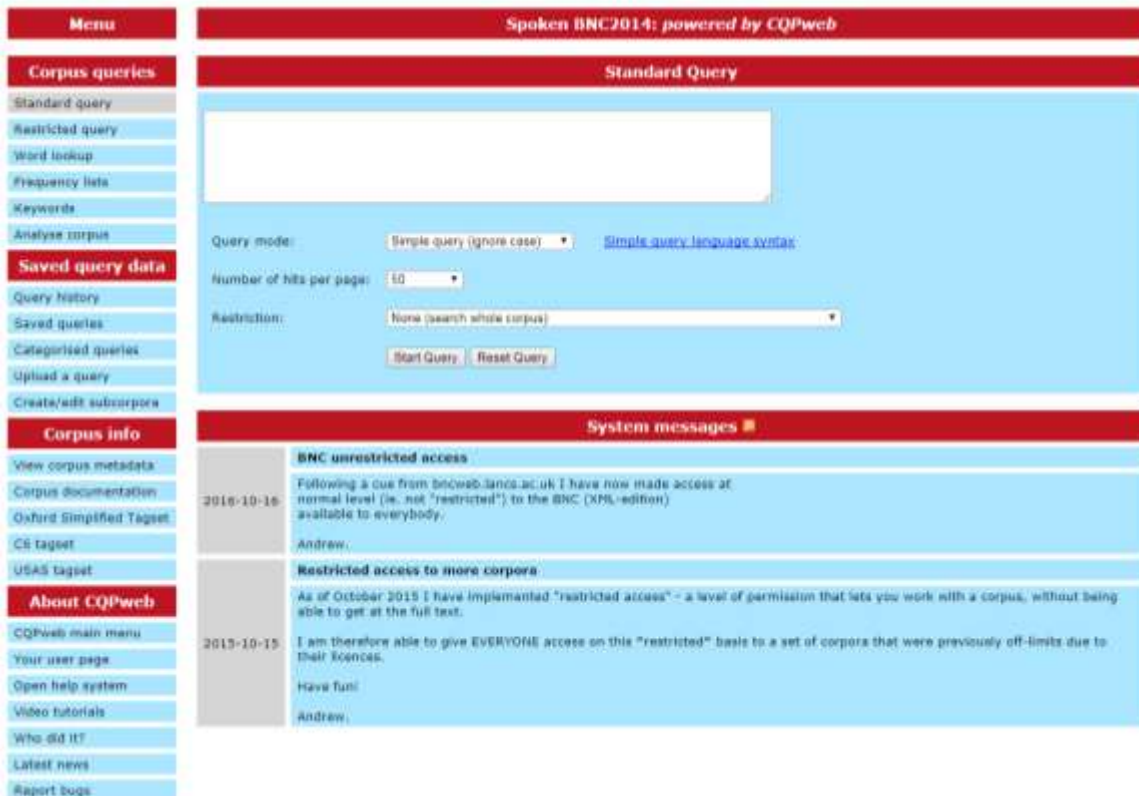 Menu
Corpus queries
Standard query
Restricted query
Word lookup
Frequency lists
Keywords
Analyse corpus
Saved query data
Query history
Saved queries
Categorised queries
Upload a query
Create/edit subcorpora
Corpus info
View corpus metadata
Corpus documentation
Oxford Simplified Tagset
C6 tagset
USAS tagset
About CQPweb
CQPweb main menu
Your user page
Open help system
Video tutorials
Who did it?
Latest news
Report bugs
Spoken BNC2014: powered by CQPweb
Standard Query
Query mode: Simple query (ignore case) Simple query language syntax
Number of hits per page: 50
Restriction: None (search whole corpus)
Start Query Reset Query
System messages
BNC unrestricted access
2016-10-16
Following a cue from bncweb.lancs.ac.uk I have now made access at
normal level (ie. not "restricted") to the BNC (XML-edition)
available to everybody.
Andrew.
Restricted access to more corpora
2015-10-15
As of October 2015 I have implemented "restricted access" - a level of permission that lets you work with a corpus, without being
able to get at the full text.
I am therefore able to give EVERYONE access on this "restricted" basis to a set of corpora that were previously off-limits due to
their licences.
Have fun!
Andrew.